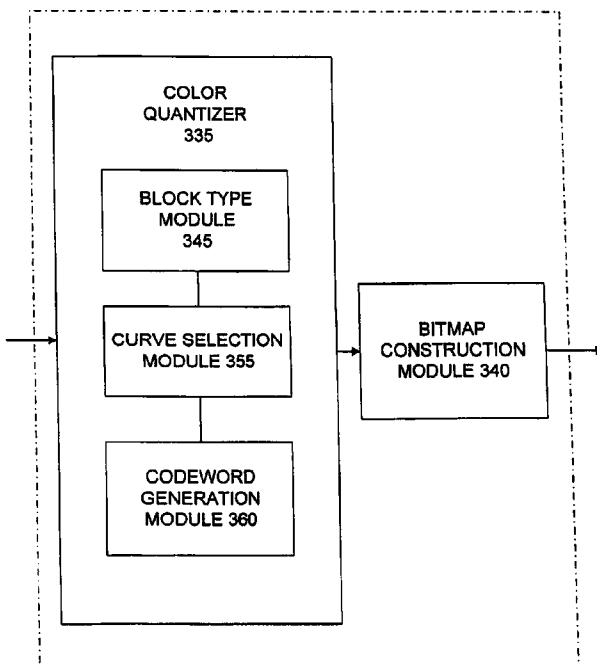 COLOR
QUANTIZER
335
BLOCK TYPE
MODULE
345
CURVE SELECTION
MODULE 355
CODEWORD
GENERATION
MODULE 360
BITMAP
CONSTRUCTION
MODULE 340